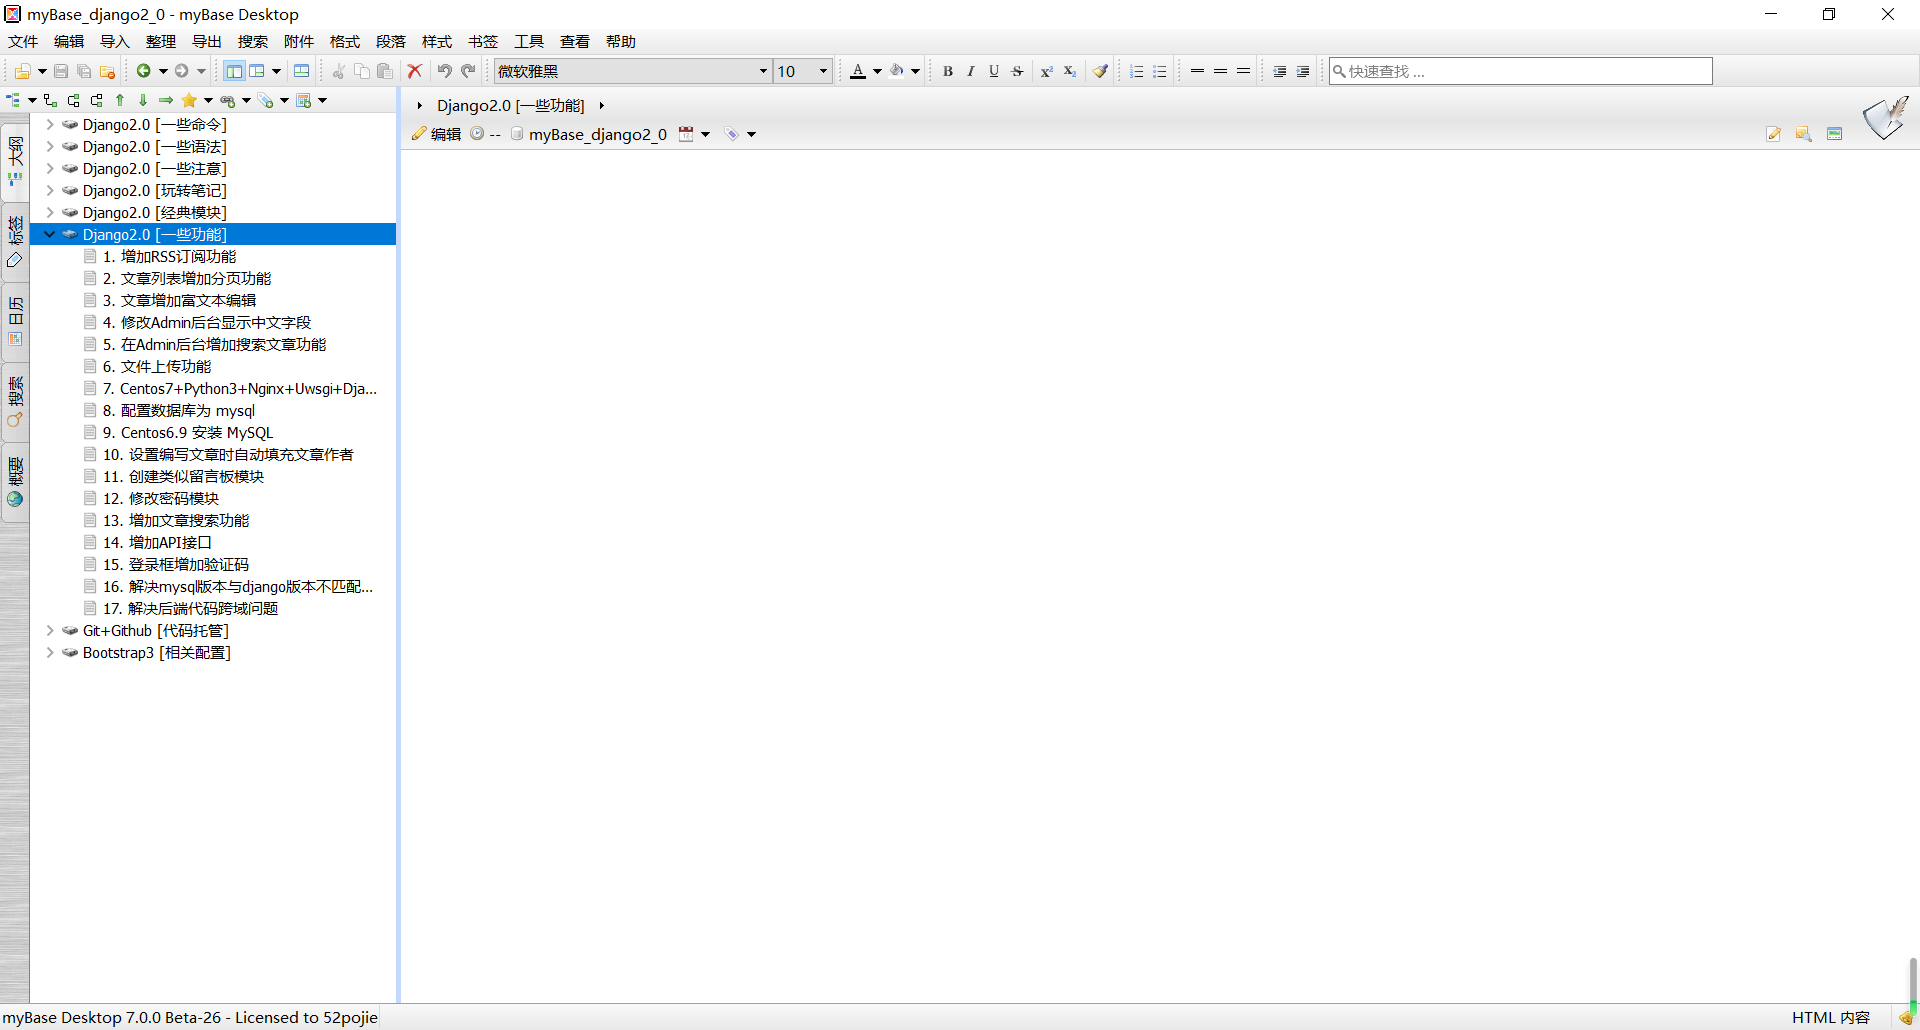 myBase_django2_0 - myBase Desktop
文件 编辑 导入 整理 导出 搜索 附件 格式 段落 样式 书签 工具 查看 帮助
微软雅黑 10 A B I U S x² x₂ 快速查找 ...
Django2.0 [一些功能]
编辑 -- myBase_django2_0
大纲
标签
日历
搜索
概要
Django2.0 [一些命令]
Django2.0 [一些语法]
Django2.0 [一些注意]
Django2.0 [玩转笔记]
Django2.0 [经典模块]
Django2.0 [一些功能]
1. 增加RSS订阅功能
2. 文章列表增加分页功能
3. 文章增加富文本编辑
4. 修改Admin后台显示中文字段
5. 在Admin后台增加搜索文章功能
6. 文件上传功能
7. Centos7+Python3+Nginx+Uwsgi+Dja...
8. 配置数据库为 mysql
9. Centos6.9 安装 MySQL
10. 设置编写文章时自动填充文章作者
11. 创建类似留言板模块
12. 修改密码模块
13. 增加文章搜索功能
14. 增加API接口
15. 登录框增加验证码
16. 解决mysql版本与django版本不匹配...
17. 解决后端代码跨域问题
Git+Github [代码托管]
Bootstrap3 [相关配置]
myBase Desktop 7.0.0 Beta-26 - Licensed to 52pojie
HTML 内容